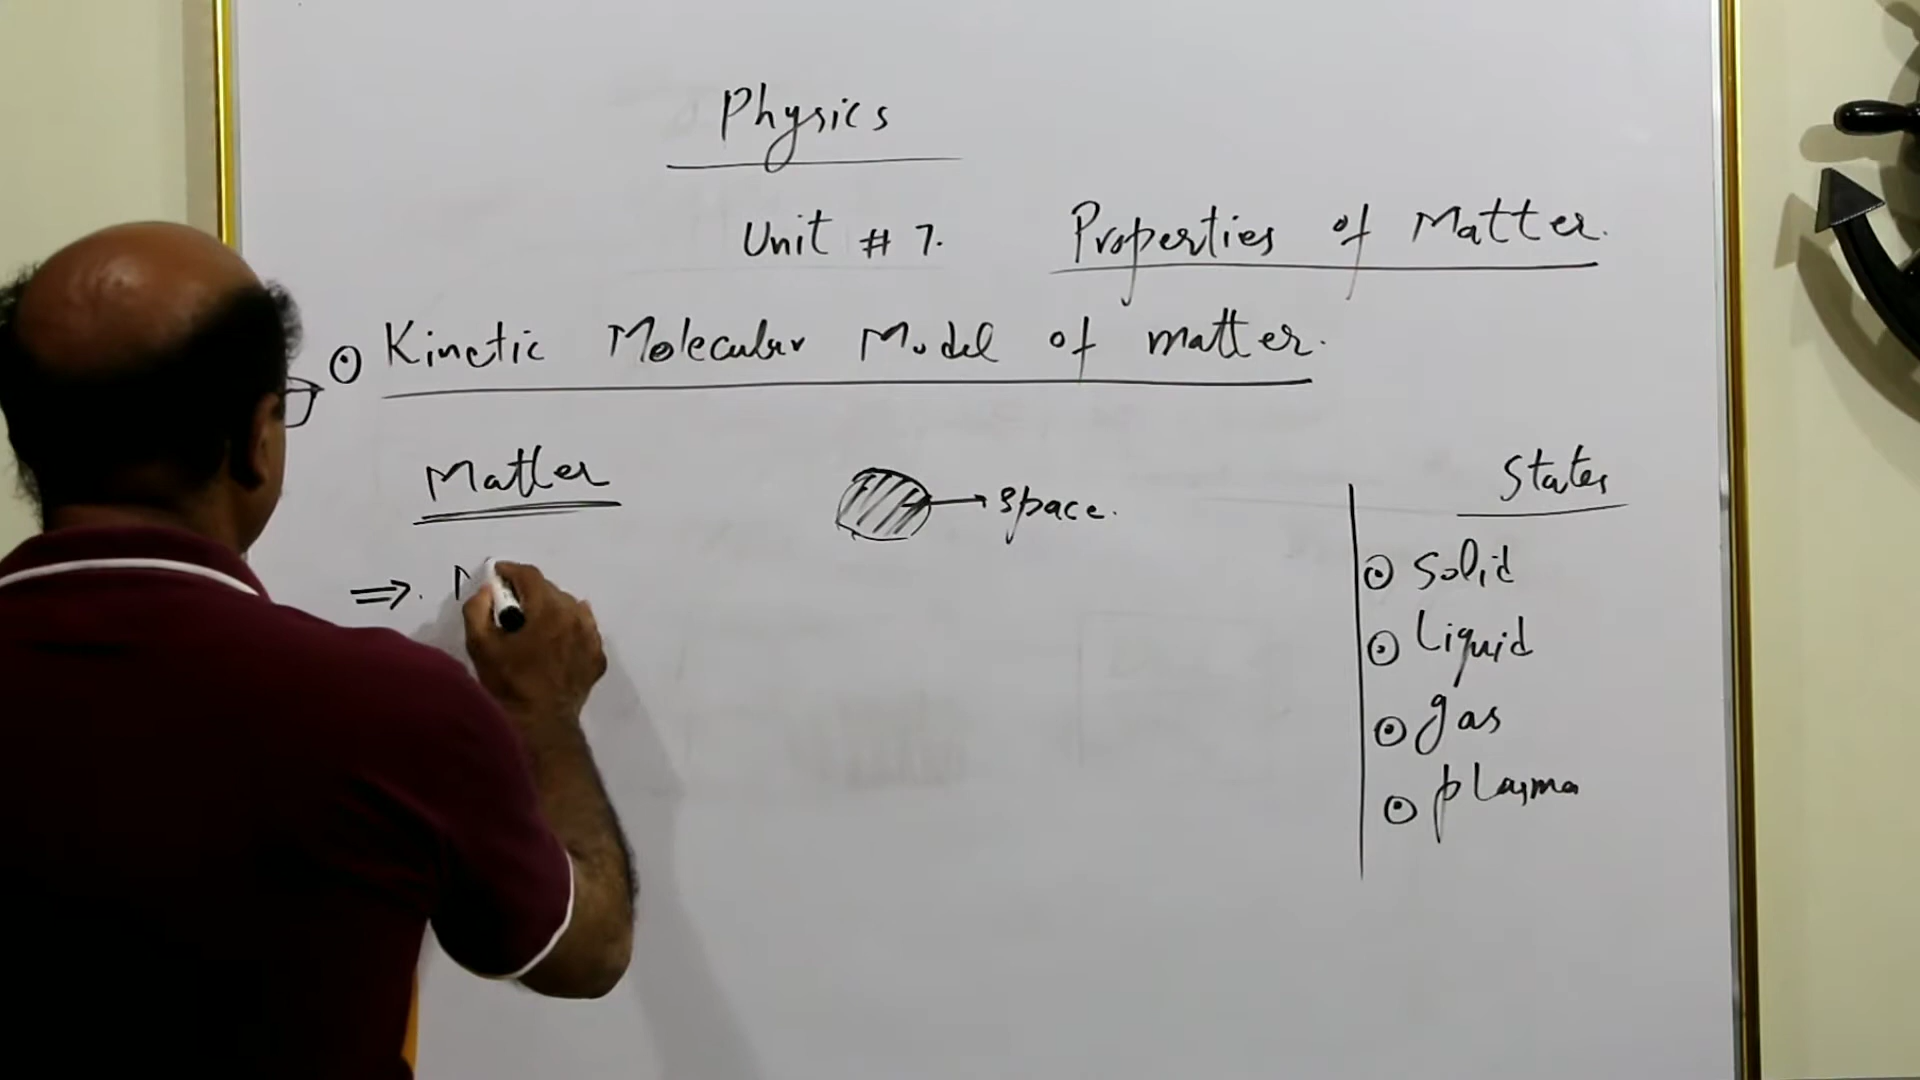 Physics
Unit # 7. Properties of Matter.
⊙ Kinetic Molecular Model of matter.
Matter
space.
⇒.
States
⊙ Solid
⊙ Liquid
⊙ gas
⊙ plasma